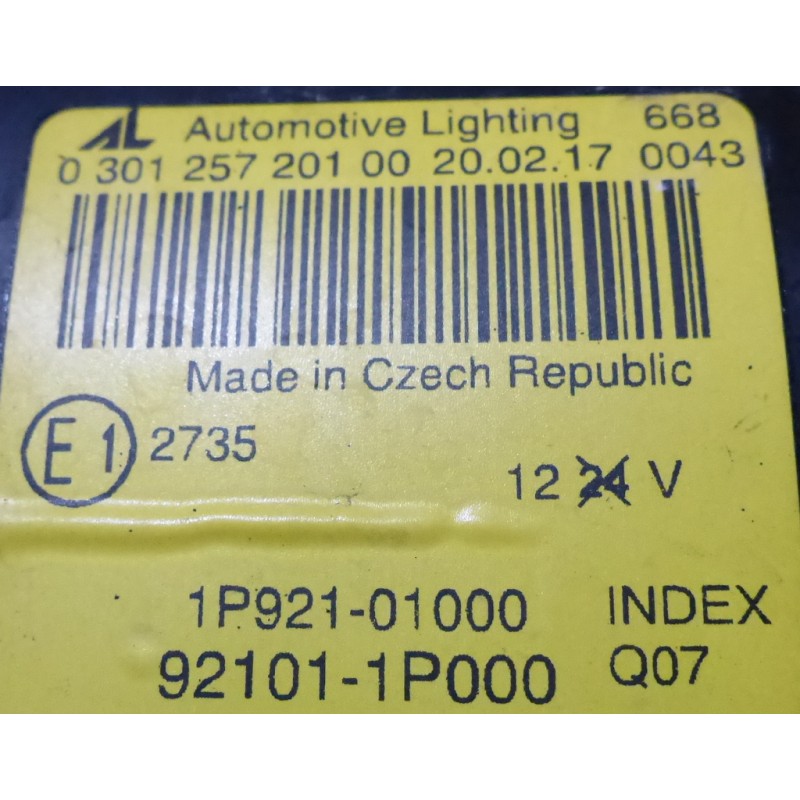 AL Automotive Lighting 668
0 301 257 201 00 20.02.17 0043
Made in Czech Republic
E1 2735
12 24 V
1P921-01000 INDEX
92101-1P000 Q07